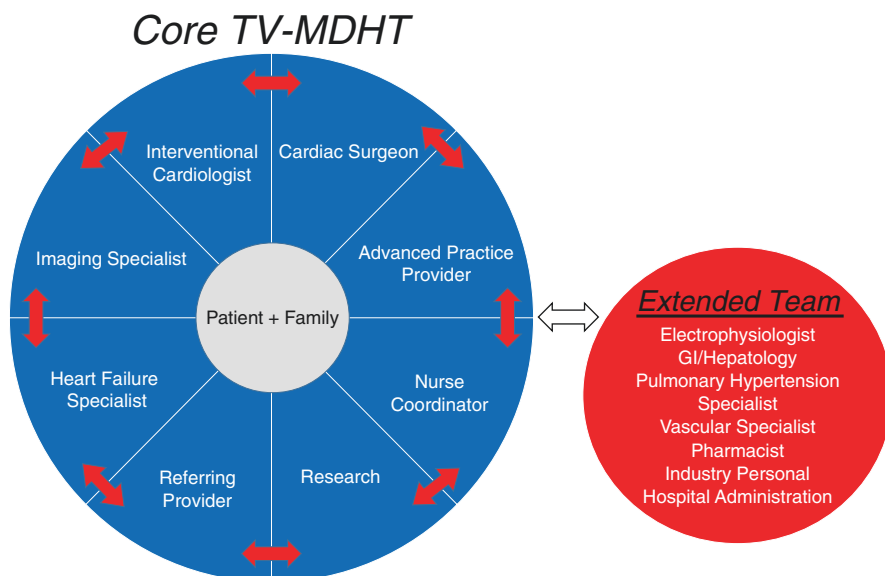 Core TV-MDHT
Interventional
Cardiologist
Cardiac Surgeon
Imaging Specialist
Advanced Practice
Provider
Patient + Family
Heart Failure
Specialist
Nurse
Coordinator
Referring
Provider
Research
Extended Team
Electrophysiologist
GI/Hepatology
Pulmonary Hypertension
Specialist
Vascular Specialist
Pharmacist
Industry Personal
Hospital Administration